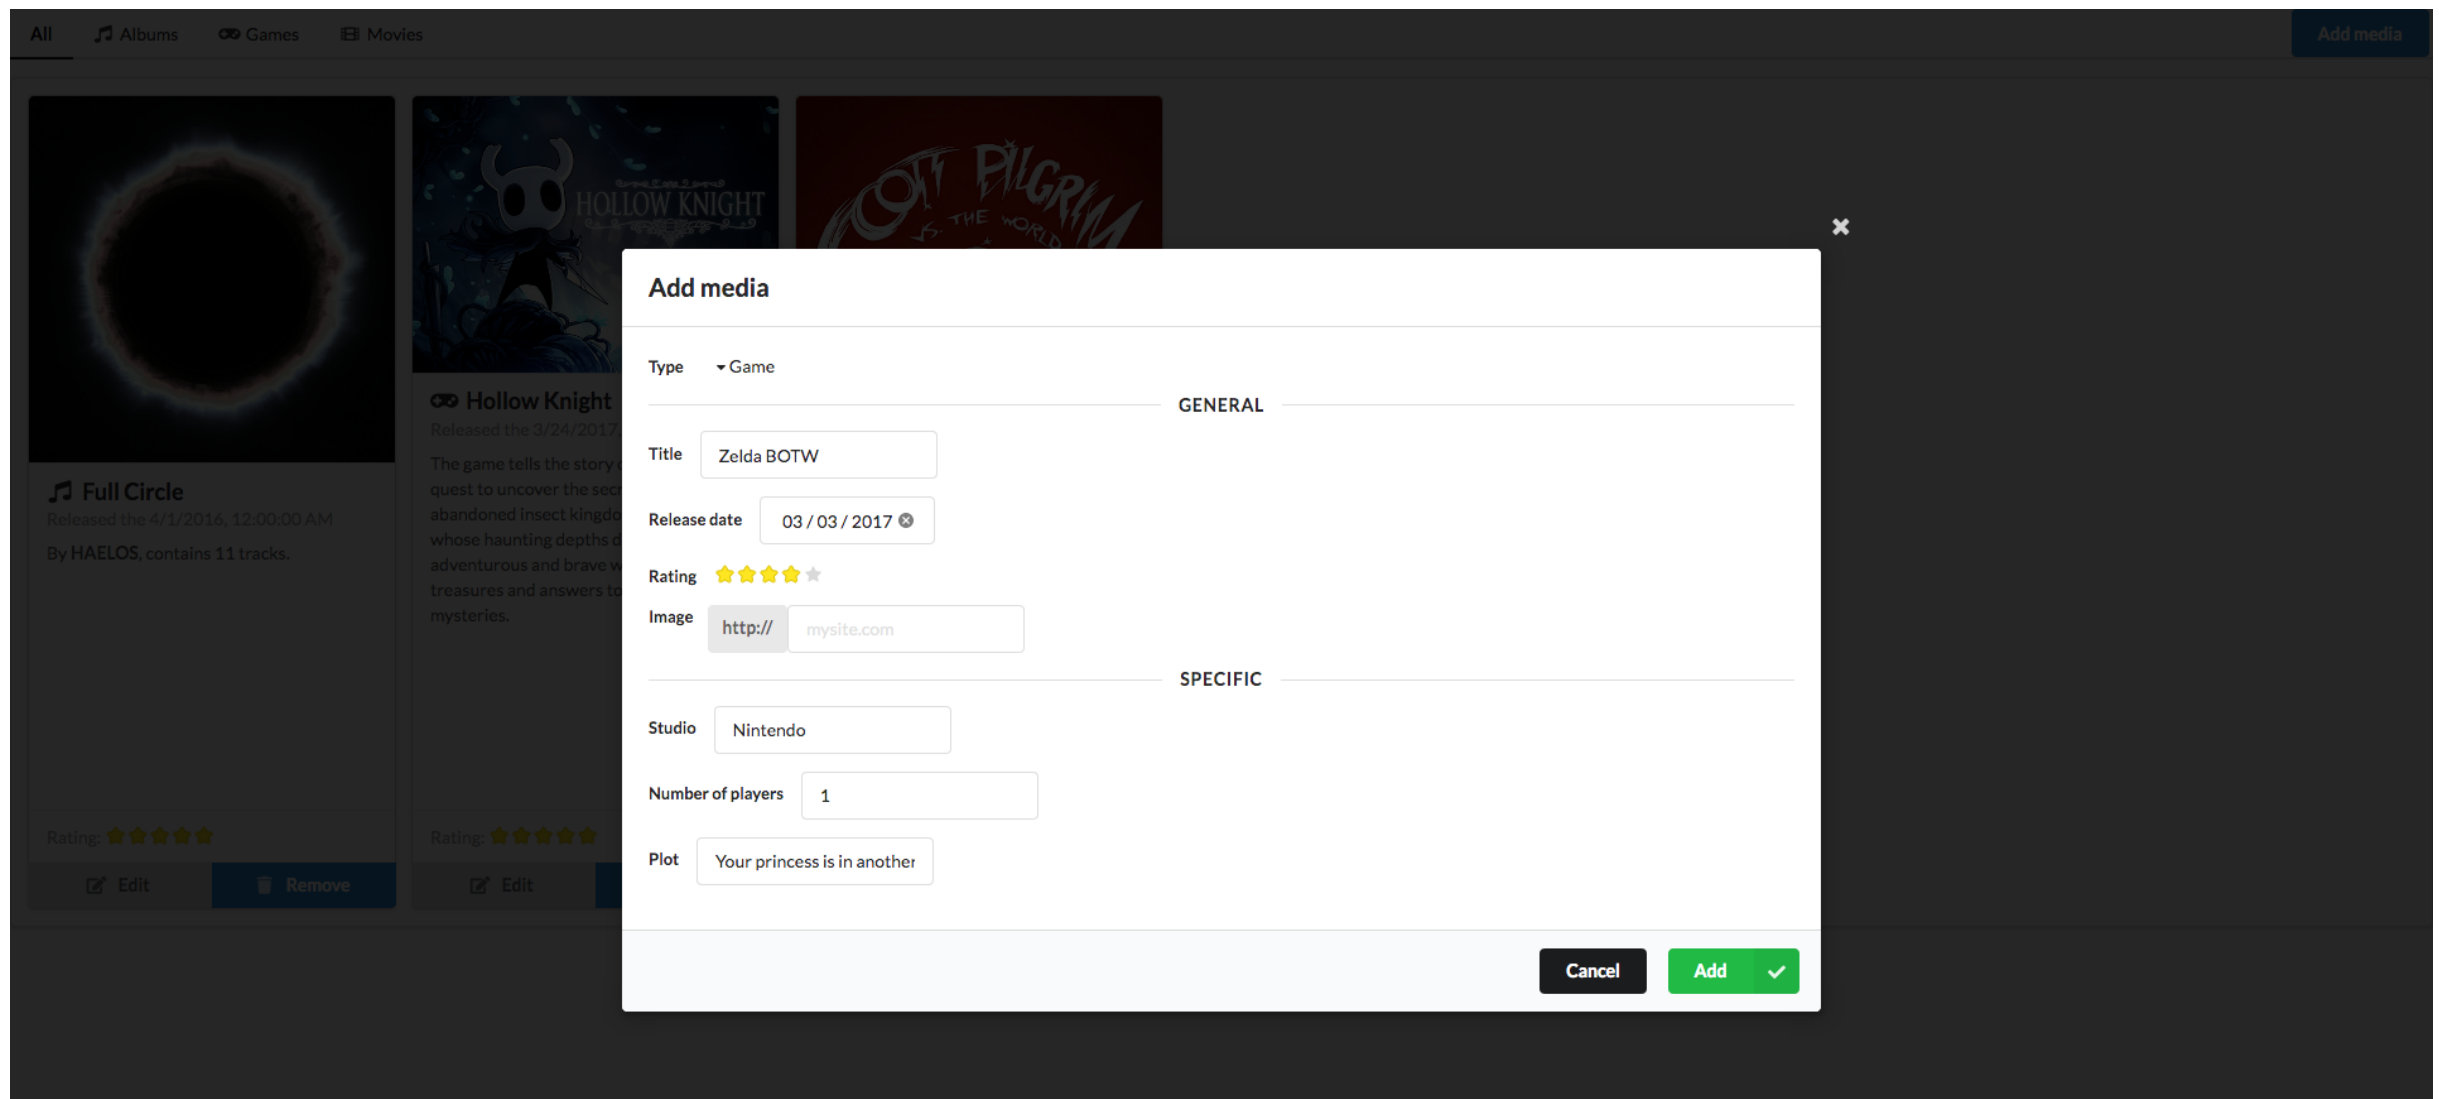 All Albums Games Movies Add media
HOLLOW KNIGHT
PILGRIM
VS. THE WORLD
Full Circle
Released the 4/1/2016, 12:00:00 AM
By HAELOS, contains 11 tracks.
Rating:
Edit Remove
Hollow Knight
Released the 3/24/2017,
The game tells the story
quest to uncover the
abandoned insect
whose haunting depths
adventurous and brave
treasures and answers to
mysteries.
Rating:
Edit
Add media
Type Game
GENERAL
Title Zelda BOTW
Release date 03 / 03 / 2017
Rating
Image http:// mysite.com
SPECIFIC
Studio Nintendo
Number of players 1
Plot Your princess is in another
Cancel Add